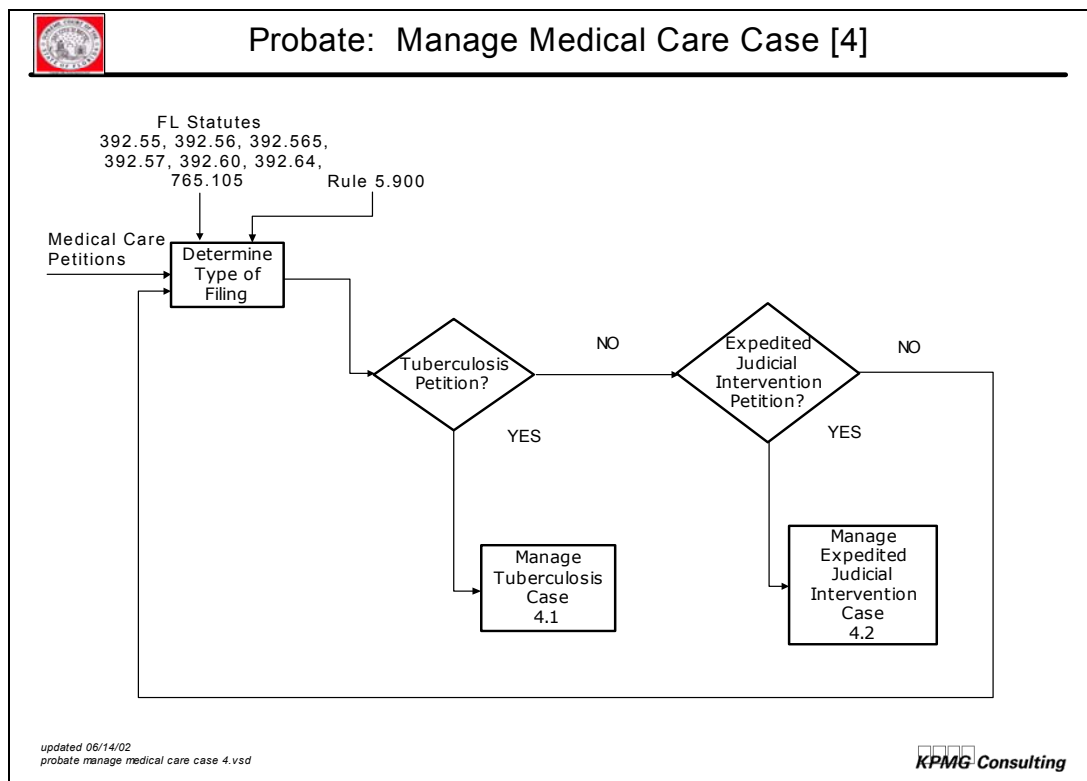 Probate: Manage Medical Care Case [4]
FL Statutes
392.55, 392.56, 392.565,
392.57, 392.60, 392.64,
765.105
Rule 5.900
Medical Care
Petitions
Determine
Type of
Filing
Tuberculosis
Petition?
NO
Expedited
Judicial
Intervention
Petition?
NO
YES
YES
Manage
Tuberculosis
Case
4.1
Manage
Expedited
Judicial
Intervention
Case
4.2
updated 06/14/02
probate manage medical care case 4.vsd
KPMG Consulting